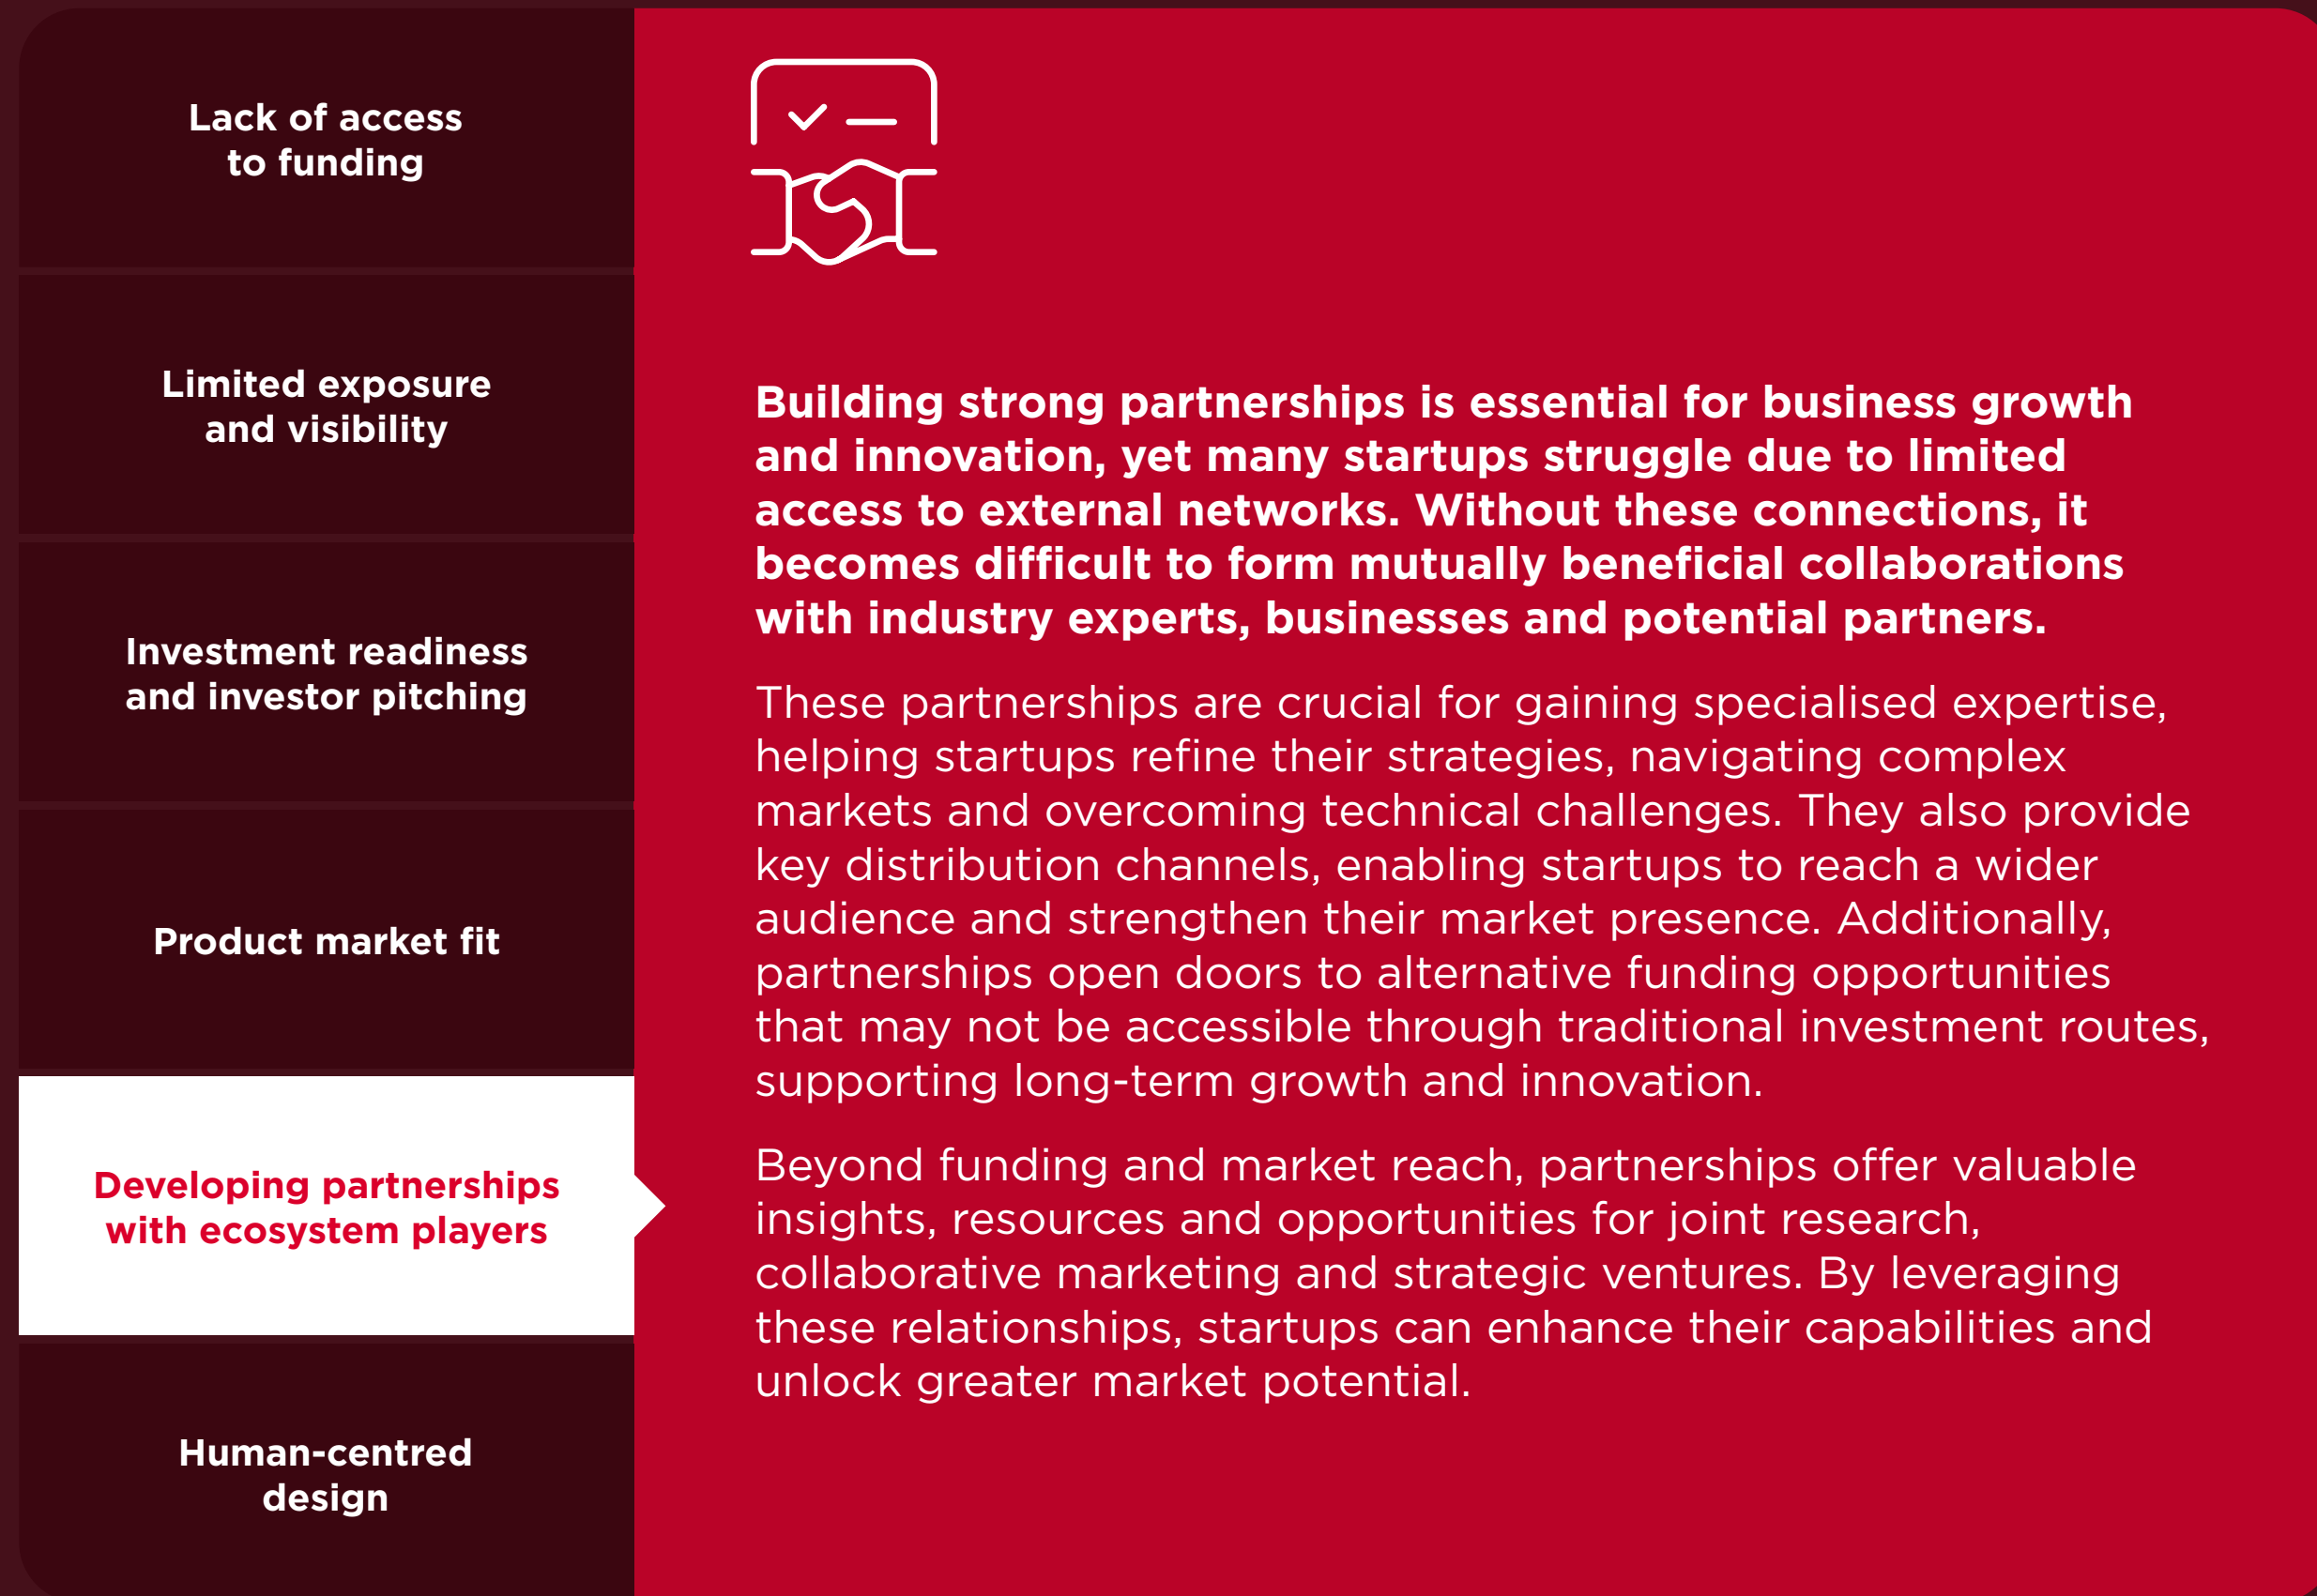 Lack of access
to funding
Limited exposure
and visibility
Investment readiness
and investor pitching
Product market fit
Developing partnerships
with ecosystem players
Human-centred
design
Building strong partnerships is essential for business growth
and innovation, yet many startups struggle due to limited
access to external networks. Without these connections, it
becomes difficult to form mutually beneficial collaborations
with industry experts, businesses and potential partners.
These partnerships are crucial for gaining specialised expertise,
helping startups refine their strategies, navigating complex
markets and overcoming technical challenges. They also provide
key distribution channels, enabling startups to reach a wider
audience and strengthen their market presence. Additionally,
partnerships open doors to alternative funding opportunities
that may not be accessible through traditional investment routes,
supporting long-term growth and innovation.
Beyond funding and market reach, partnerships offer valuable
insights, resources and opportunities for joint research,
collaborative marketing and strategic ventures. By leveraging
these relationships, startups can enhance their capabilities and
unlock greater market potential.